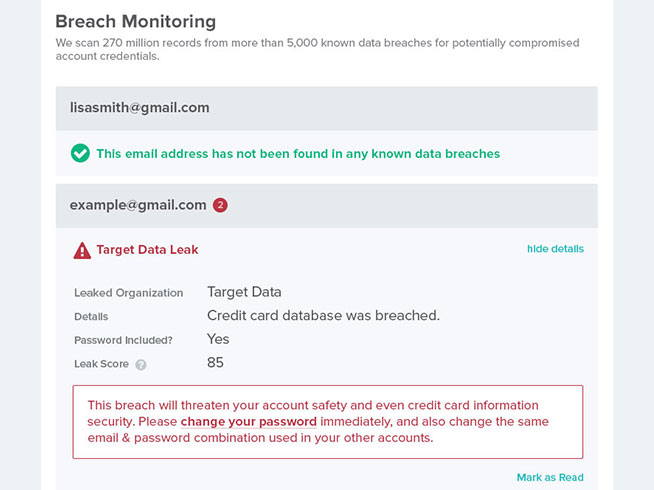 Breach Monitoring
We scan 270 million records from more than 5,000 known data breaches for potentially compromised
account credentials.
lisasmith@gmail.com
This email address has not been found in any known data breaches
example@gmail.com 2
Target Data Leak
hide details
Leaked Organization Target Data
Details Credit card database was breached.
Password Included? Yes
Leak Score ? 85
This breach will threaten your account safety and even credit card information
security. Please change your password immediately, and also change the same
email & password combination used in your other accounts.
Mark as Read